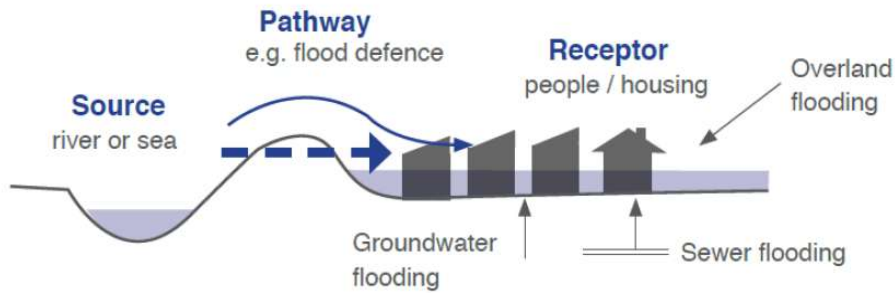 Pathway
e.g. flood defence
Receptor
people / housing
Overland
flooding
Source
river or sea
Groundwater
flooding
Sewer flooding